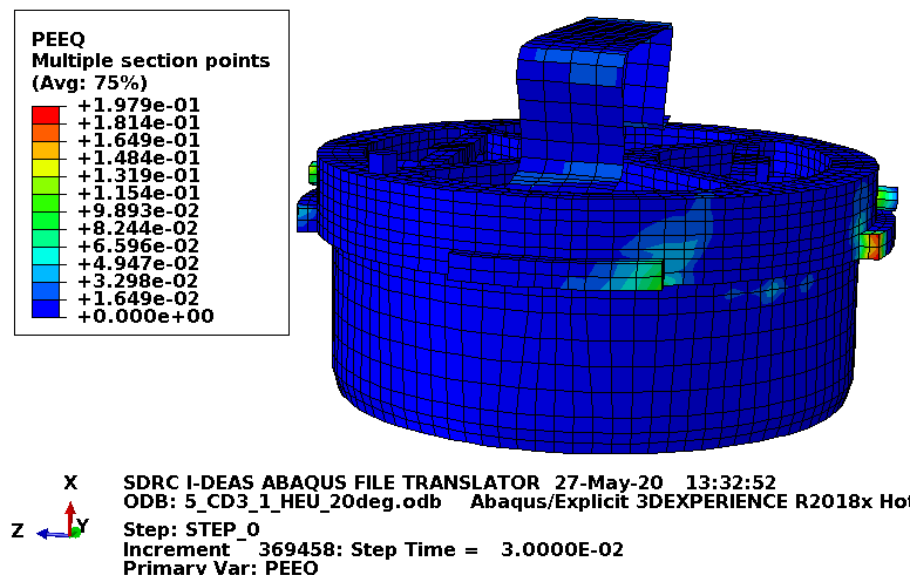 PEEQ
Multiple section points
(Avg: 75%)
+1.979e-01
+1.814e-01
+1.649e-01
+1.484e-01
+1.319e-01
+1.154e-01
+9.893e-02
+8.244e-02
+6.596e-02
+4.947e-02
+3.298e-02
+1.649e-02
+0.000e+00
X
Z
Y
SDRC I-DEAS ABAQUS FILE TRANSLATOR 27-May-20 13:32:52
ODB: 5_CD3_1_HEU_20deg.odb Abaqus/Explicit 3DEXPERIENCE R2018x Hot
Step: STEP_0
Increment 369458: Step Time = 3.0000E-02
Primary Var: PEEQ